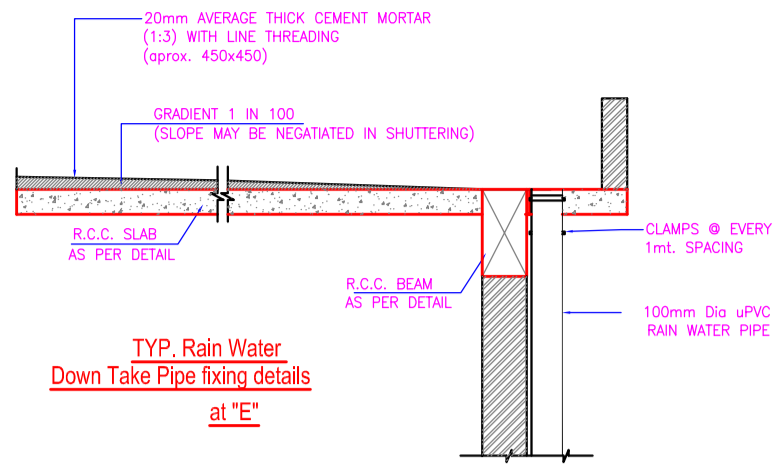 20mm AVERAGE THICK CEMENT MORTAR
(1:3) WITH LINE THREADING
(aprox. 450x450)
GRADIENT 1 IN 100
(SLOPE MAY BE NEGATIATED IN SHUTTERING)
R.C.C. SLAB
AS PER DETAIL
R.C.C. BEAM
AS PER DETAIL
CLAMPS @ EVERY
1mt. SPACING
100mm Dia uPVC
RAIN WATER PIPE
TYP. Rain Water
Down Take Pipe fixing details
at "E"